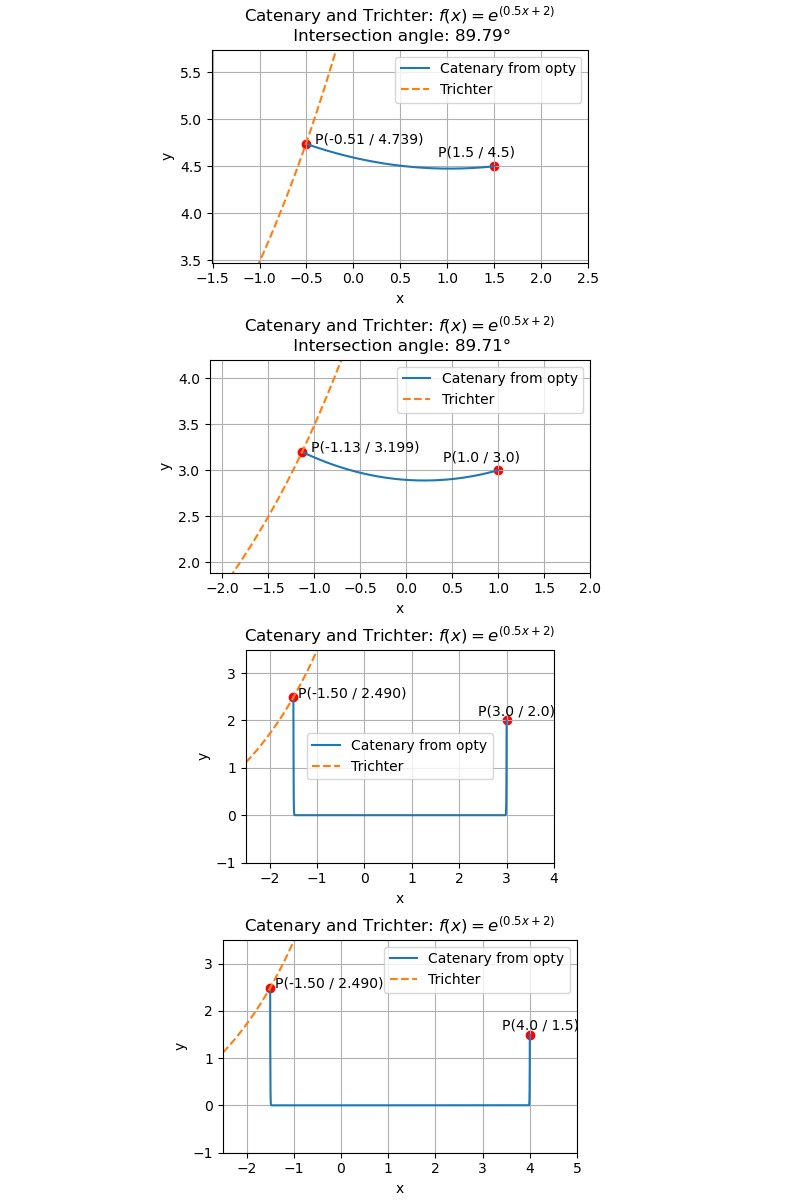 Catenary and Trichter: f(x) = e^(0.5x+2)
Intersection angle: 89.79°
5.5
5.0
4.5
4.0
3.5
y
P(-0.51 / 4.739)
P(1.5 / 4.5)
Catenary from opty
Trichter
−1.5 −1.0 −0.5 0.0 0.5 1.0 1.5 2.0 2.5
x
Catenary and Trichter: f(x) = e^(0.5x+2)
Intersection angle: 89.71°
4.0
3.5
3.0
2.5
2.0
y
P(-1.13 / 3.199)
P(1.0 / 3.0)
Catenary from opty
Trichter
−2.0 −1.5 −1.0 −0.5 0.0 0.5 1.0 1.5 2.0
x
Catenary and Trichter: f(x) = e^(0.5x+2)
3
2
1
0
−1
y
P(-1.50 / 2.490)
P(3.0 / 2.0)
Catenary from opty
Trichter
−2 −1 0 1 2 3 4
x
Catenary and Trichter: f(x) = e^(0.5x+2)
3
2
1
0
−1
y
P(-1.50 / 2.490)
P(4.0 / 1.5)
Catenary from opty
Trichter
−2 −1 0 1 2 3 4 5
x